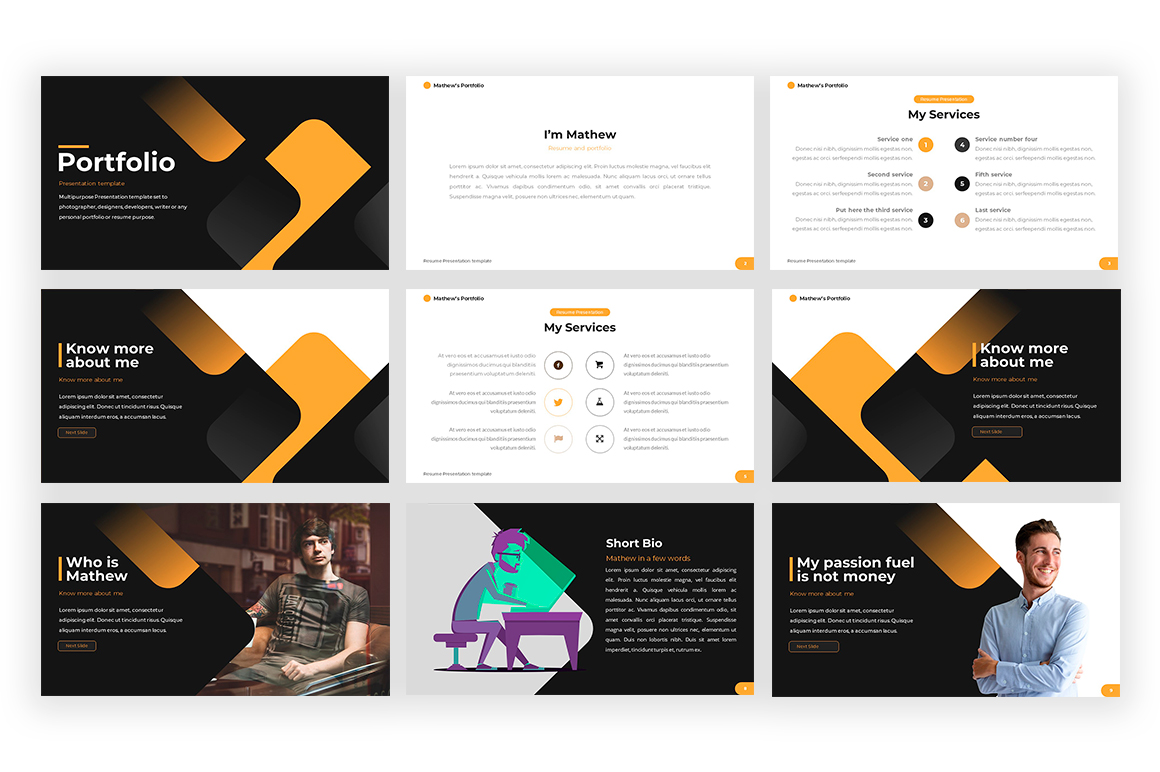 Portfolio
Presentation template
Multipurpose Presentation template set to
photographer, designers, developers, writer or any
personal portfolio or resume purpose.
Mathew's Portfolio
I'm Mathew
Resume and portfolio
Lorem ipsum dolor sit amet, consectetur adipiscing elit. Proin luctus molestie magna, vel faucibus elit
hendrerit a. Quisque vehicula mollis lorem ac malesuada. Nunc aliquam lacus orci, ut ornare tellus
porttitor ac. Vivamus dapibus condimentum odio, sit amet convallis orci placerat tristique.
Suspendisse magna velit, posuere non ultrices nec, elementum ut quam.
Resume Presentation template
2
Mathew's Portfolio
Resume Presentation
My Services
Service one
Donec nisi nibh, dignissim mollis egestas non,
egestas ac orci. serfeependi mollis egestas non.
1
Second service
Donec nisi nibh, dignissim mollis egestas non,
egestas ac orci. serfeependi mollis egestas non.
2
Put here the third service
Donec nisi nibh, dignissim mollis egestas non,
egestas ac orci. serfeependi mollis egestas non.
3
4
Service number four
Donec nisi nibh, dignissim mollis egestas non,
egestas ac orci. serfeependi mollis egestas non.
5
Fifth service
Donec nisi nibh, dignissim mollis egestas non,
egestas ac orci. serfeependi mollis egestas non.
6
Last service
Donec nisi nibh, dignissim mollis egestas non,
egestas ac orci. serfeependi mollis egestas non.
Resume Presentation template
3
Know more
about me
Know more about me
Lorem ipsum dolor sit amet, consectetur
adipiscing elit. Donec ut tincidunt risus. Quisque
aliquam interdum eros, a accumsan lacus.
Next Slide
Mathew's Portfolio
Resume Presentation
My Services
At vero eos et accusamus et iusto odio
dignissimos ducimus qui blanditiis
praesentium voluptatum deleniti.
At vero eos et accusamus et iusto odio
dignissimos ducimus qui blanditiis praesentium
voluptatum deleniti.
At vero eos et accusamus et iusto odio
dignissimos ducimus qui blanditiis praesentium
voluptatum deleniti.
At vero eos et accusamus et iusto odio
dignissimos ducimus qui blanditiis praesentium
voluptatum deleniti.
At vero eos et accusamus et iusto odio
dignissimos ducimus qui blanditiis praesentium
voluptatum deleniti.
At vero eos et accusamus et iusto odio
dignissimos ducimus qui blanditiis praesentium
voluptatum deleniti.
Resume Presentation template
Mathew's Portfolio
Know more
about me
Know more about me
Lorem ipsum dolor sit amet, consectetur
adipiscing elit. Donec ut tincidunt risus. Quisque
aliquam interdum eros, a accumsan lacus.
Next Slide
Who is
Mathew
Know more about me
Lorem ipsum dolor sit amet, consectetur
adipiscing elit. Donec ut tincidunt risus. Quisque
aliquam interdum eros, a accumsan lacus.
Next Slide
Short Bio
Mathew in a few words
Lorem ipsum dolor sit amet, consectetur adipiscing
elit. Proin luctus molestie magna, vel faucibus elit
hendrerit a. Quisque vehicula mollis lorem ac
malesuada. Nunc aliquam lacus orci, ut ornare tellus
porttitor ac. Vivamus dapibus condimentum odio, sit
amet convallis orci placerat tristique. Suspendisse
magna velit, posuere non ultrices nec, elementum ut
quam. Duis non lobortis nibh. Duis sit amet lorem
imperdiet, tincidunt turpis et, rutrum ex.
My passion fuel
is not money
Know more about me
Lorem ipsum dolor sit amet, consectetur
adipiscing elit. Donec ut tincidunt risus. Quisque
aliquam interdum eros, a accumsan lacus.
Next Slide